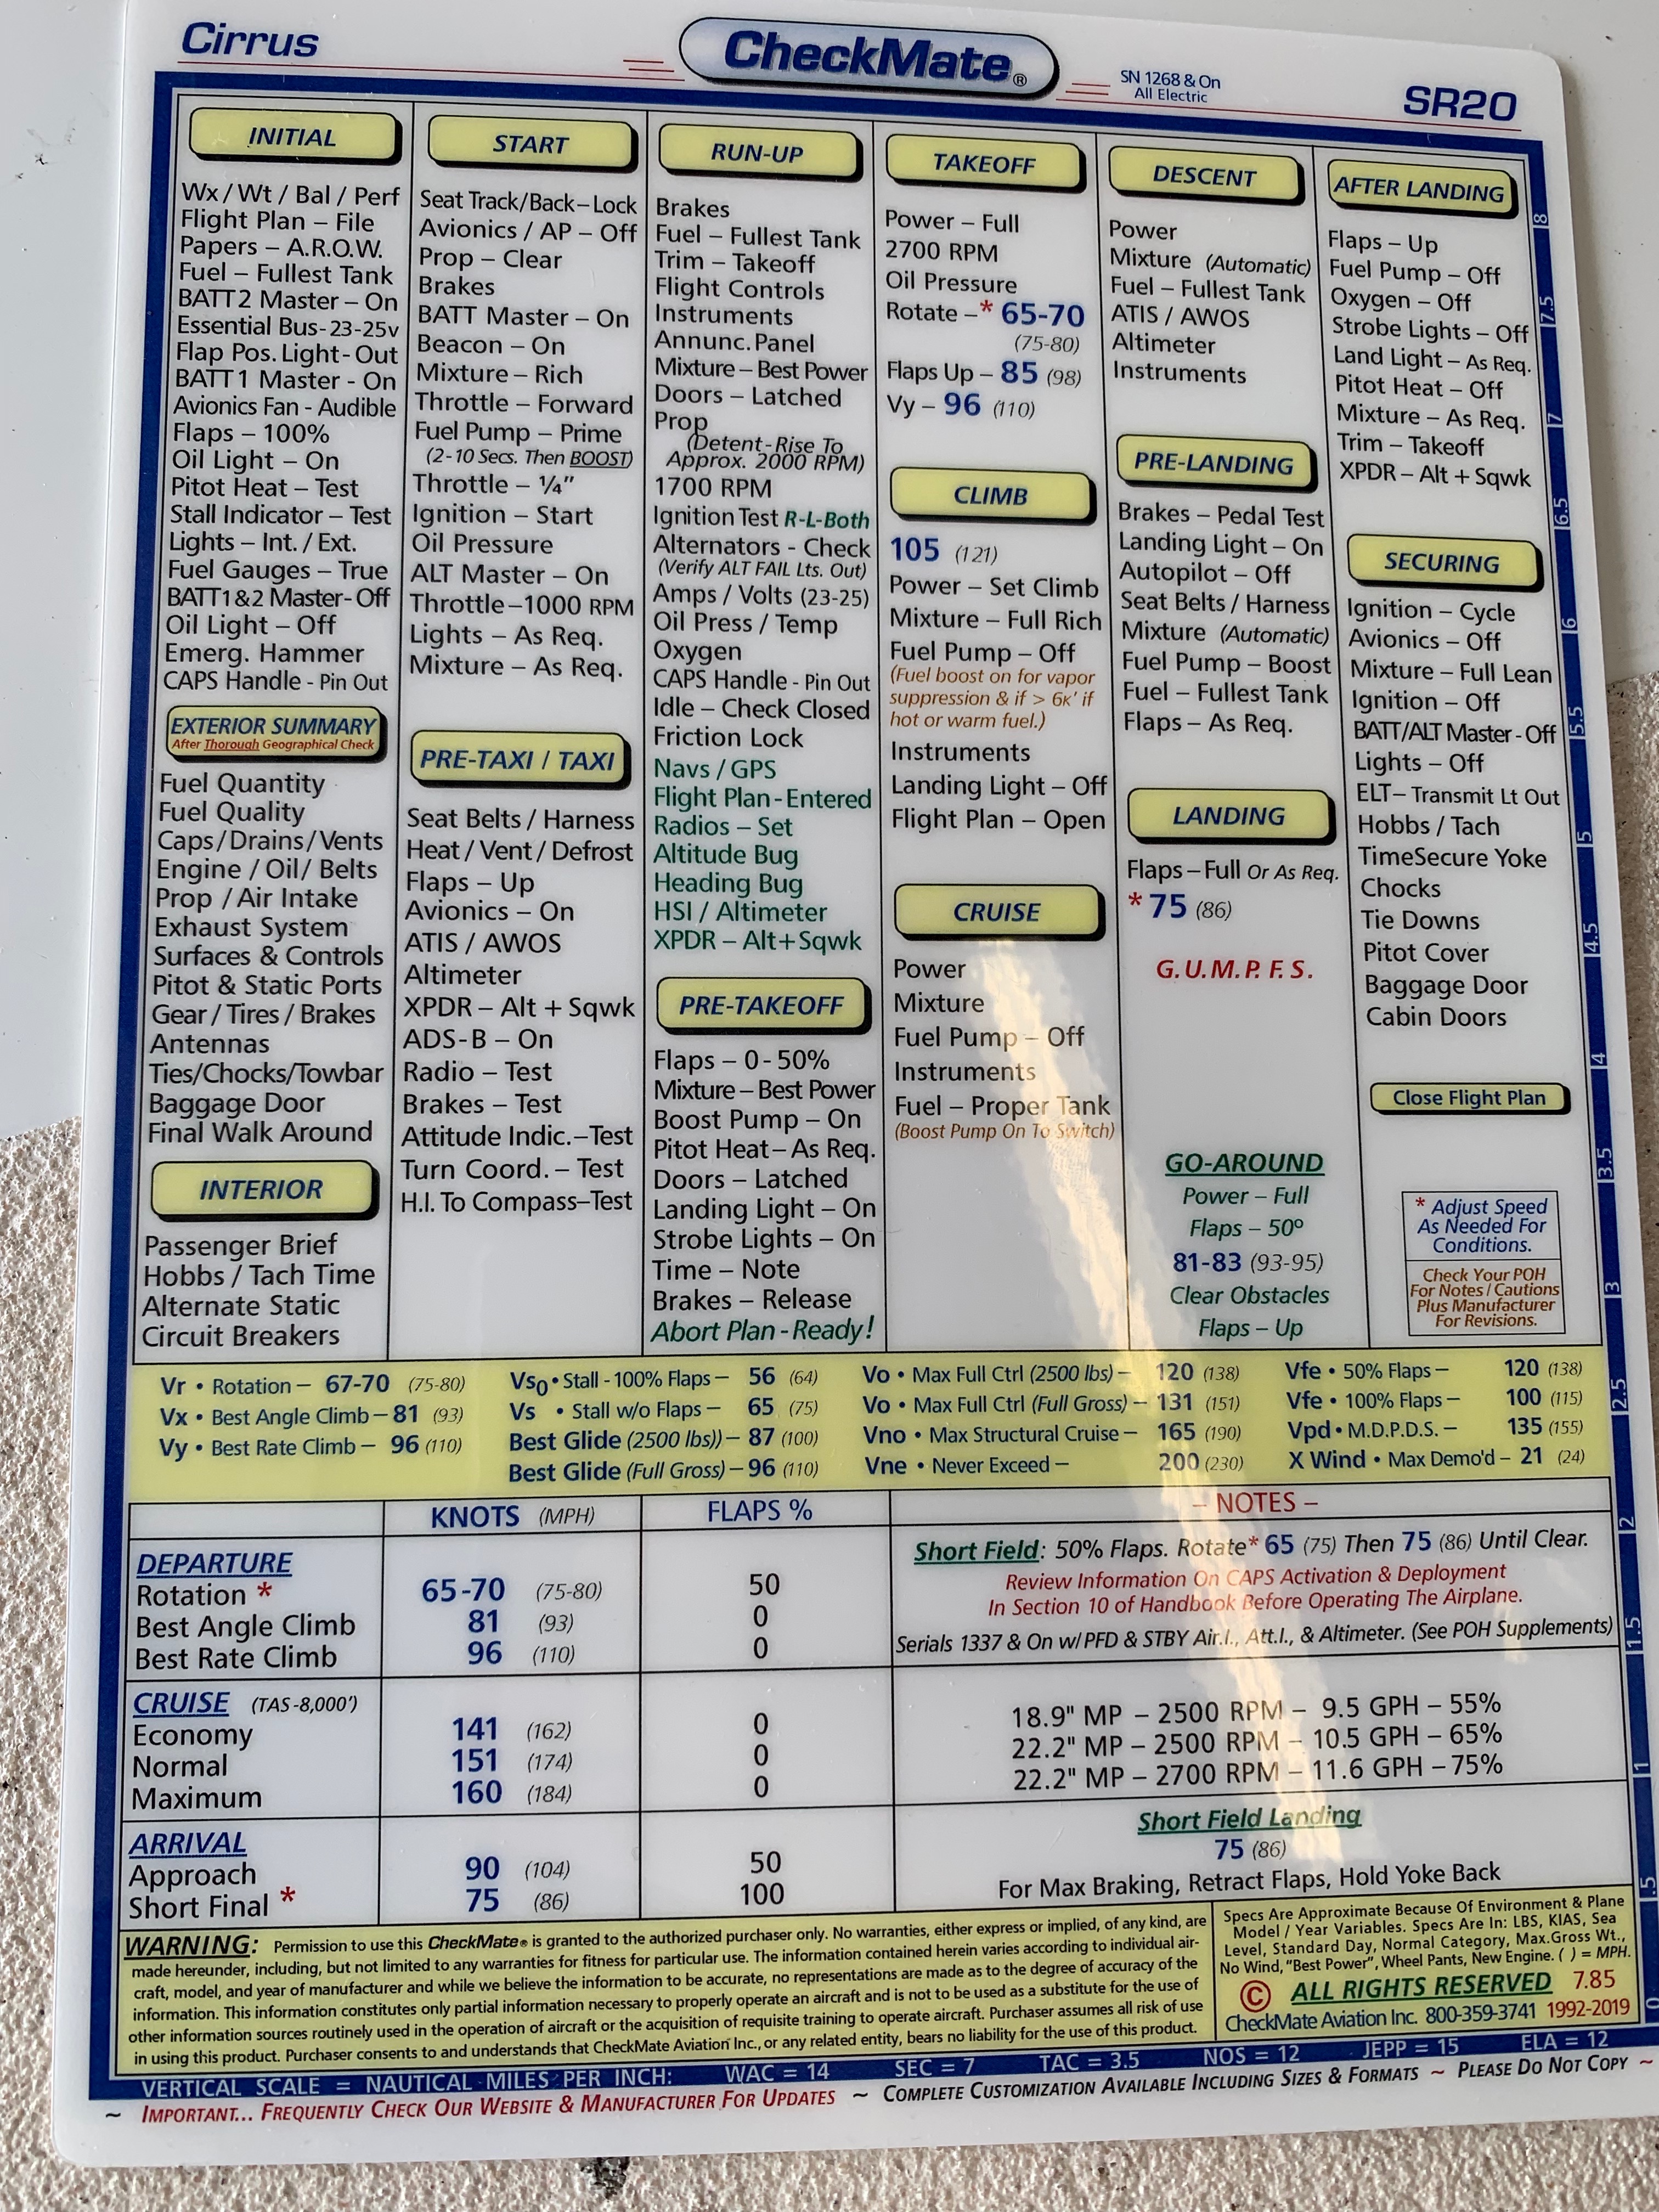 Cirrus
CheckMate®
SN 1268 & On
All Electric
SR20
INITIAL
Wx / Wt / Bal / Perf
Flight Plan – File
Papers – A.R.O.W.
Fuel – Fullest Tank
BATT2 Master – On
Essential Bus-23-25v
Flap Pos. Light-Out
BATT1 Master - On
Avionics Fan - Audible
Flaps – 100%
Oil Light – On
Pitot Heat – Test
Stall Indicator – Test
Lights – Int. / Ext.
Fuel Gauges – True
BATT1&2 Master-Off
Oil Light – Off
Emerg. Hammer
CAPS Handle - Pin Out
EXTERIOR SUMMARY
After Thorough Geographical Check
Fuel Quantity
Fuel Quality
Caps/Drains/Vents
Engine / Oil/ Belts
Prop / Air Intake
Exhaust System
Surfaces & Controls
Pitot & Static Ports
Gear / Tires / Brakes
Antennas
Ties/Chocks/Towbar
Baggage Door
Final Walk Around
INTERIOR
Passenger Brief
Hobbs / Tach Time
Alternate Static
Circuit Breakers
START
Seat Track/Back–Lock
Avionics / AP – Off
Prop – Clear
Brakes
BATT Master – On
Beacon – On
Mixture – Rich
Throttle – Forward
Fuel Pump – Prime
(2-10 Secs. Then BOOST)
Throttle – ¼"
Ignition – Start
Oil Pressure
ALT Master – On
Throttle–1000 RPM
Lights – As Req.
Mixture – As Req.
PRE-TAXI / TAXI
Seat Belts / Harness
Heat / Vent / Defrost
Flaps – Up
Avionics – On
ATIS / AWOS
Altimeter
XPDR – Alt + Sqwk
ADS-B – On
Radio – Test
Brakes – Test
Attitude Indic.–Test
Turn Coord. – Test
H.I. To Compass–Test
RUN-UP
Brakes
Fuel – Fullest Tank
Trim – Takeoff
Flight Controls
Instruments
Annunc. Panel
Mixture – Best Power
Doors – Latched
Prop
(Detent-Rise To
Approx. 2000 RPM)
1700 RPM
Ignition Test R-L-Both
Alternators - Check
(Verify ALT FAIL Lts. Out)
Amps / Volts (23-25)
Oil Press / Temp
Oxygen
CAPS Handle - Pin Out
Idle – Check Closed
Friction Lock
Navs / GPS
Flight Plan-Entered
Radios – Set
Altitude Bug
Heading Bug
HSI / Altimeter
XPDR – Alt+Sqwk
PRE-TAKEOFF
Flaps – 0 - 50%
Mixture – Best Power
Boost Pump – On
Pitot Heat– As Req.
Doors – Latched
Landing Light – On
Strobe Lights – On
Time – Note
Brakes – Release
Abort Plan - Ready!
TAKEOFF
Power – Full
2700 RPM
Oil Pressure
Rotate –* 65-70
(75-80)
Flaps Up – 85 (98)
Vy – 96 (110)
CLIMB
105 (121)
Power – Set Climb
Mixture – Full Rich
Fuel Pump – Off
(Fuel boost on for vapor
suppression & if > 6K' if
hot or warm fuel.)
Instruments
Landing Light – Off
Flight Plan – Open
CRUISE
Power
Mixture
Fuel Pump – Off
Instruments
Fuel – Proper Tank
(Boost Pump On To Switch)
DESCENT
Power
Mixture (Automatic)
Fuel – Fullest Tank
ATIS / AWOS
Altimeter
Instruments
PRE-LANDING
Brakes – Pedal Test
Landing Light – On
Autopilot – Off
Seat Belts / Harness
Mixture (Automatic)
Fuel Pump – Boost
Fuel – Fullest Tank
Flaps – As Req.
LANDING
Flaps–Full Or As Req.
* 75 (86)
G.U.M.P.F.S.
GO-AROUND
Power – Full
Flaps – 50º
81-83 (93-95)
Clear Obstacles
Flaps – Up
AFTER LANDING
Flaps – Up
Fuel Pump – Off
Oxygen – Off
Strobe Lights – Off
Land Light – As Req.
Pitot Heat – Off
Mixture – As Req.
Trim – Takeoff
XPDR – Alt + Sqwk
SECURING
Ignition – Cycle
Avionics – Off
Mixture – Full Lean
Ignition – Off
BATT/ALT Master - Off
Lights – Off
ELT– Transmit Lt Out
Hobbs / Tach
TimeSecure Yoke
Chocks
Tie Downs
Pitot Cover
Baggage Door
Cabin Doors
Close Flight Plan
* Adjust Speed
As Needed For
Conditions.
Check Your POH
For Notes / Cautions
Plus Manufacturer
For Revisions.
8
7.5
7
6.5
6
5.5
5
4.5
4
3.5
3
2.5
2
1.5
1
.5
0
Vr • Rotation – 67-70 (75-80)
Vx • Best Angle Climb – 81 (93)
Vy • Best Rate Climb – 96 (110)
Vs0 • Stall - 100% Flaps – 56 (64)
Vs • Stall w/o Flaps – 65 (75)
Best Glide (2500 lbs)) – 87 (100)
Best Glide (Full Gross) – 96 (110)
Vo • Max Full Ctrl (2500 lbs) – 120 (138)
Vo • Max Full Ctrl (Full Gross) – 131 (151)
Vno • Max Structural Cruise – 165 (190)
Vne • Never Exceed – 200 (230)
Vfe • 50% Flaps – 120 (138)
Vfe • 100% Flaps – 100 (115)
Vpd • M.D.P.D.S. – 135 (155)
X Wind • Max Demo'd – 21 (24)
KNOTS (MPH) FLAPS % – NOTES –
DEPARTURE
Rotation * 65-70 (75-80) 50
Best Angle Climb 81 (93) 0
Best Rate Climb 96 (110) 0
Short Field: 50% Flaps. Rotate* 65 (75) Then 75 (86) Until Clear.
Review Information On CAPS Activation & Deployment
In Section 10 of Handbook Before Operating The Airplane.
Serials 1337 & On w/PFD & STBY Air.I., Att.I., & Altimeter. (See POH Supplements)
CRUISE (TAS-8,000')
Economy 141 (162) 0 18.9" MP – 2500 RPM – 9.5 GPH – 55%
Normal 151 (174) 0 22.2" MP – 2500 RPM – 10.5 GPH – 65%
Maximum 160 (184) 0 22.2" MP – 2700 RPM – 11.6 GPH – 75%
ARRIVAL
Approach 90 (104) 50
Short Final * 75 (86) 100
Short Field Landing
75 (86)
For Max Braking, Retract Flaps, Hold Yoke Back
WARNING: Permission to use this CheckMate® is granted to the authorized purchaser only. No warranties, either express or implied, of any kind, are
made hereunder, including, but not limited to any warranties for fitness for particular use. The information contained herein varies according to individual air-
craft, model, and year of manufacturer and while we believe the information to be accurate, no representations are made as to the degree of accuracy of the
information. This information constitutes only partial information necessary to properly operate an aircraft and is not to be used as a substitute for the use of
other information sources routinely used in the operation of aircraft or the acquisition of requisite training to operate aircraft. Purchaser assumes all risk of use
in using this product. Purchaser consents to and understands that CheckMate Aviation Inc., or any related entity, bears no liability for the use of this product.
Specs Are Approximate Because Of Environment & Plane
Model / Year Variables. Specs Are In: LBS, KIAS, Sea
Level, Standard Day, Normal Category, Max.Gross Wt.,
No Wind, "Best Power", Wheel Pants, New Engine. ( ) = MPH.
© ALL RIGHTS RESERVED 7.85
CheckMate Aviation Inc. 800-359-3741 1992-2019
VERTICAL SCALE = NAUTICAL MILES PER INCH: WAC = 14 SEC = 7 TAC = 3.5 NOS = 12 JEPP = 15 ELA = 12
~ IMPORTANT... FREQUENTLY CHECK OUR WEBSITE & MANUFACTURER FOR UPDATES ~ COMPLETE CUSTOMIZATION AVAILABLE INCLUDING SIZES & FORMATS ~ PLEASE DO NOT COPY ~